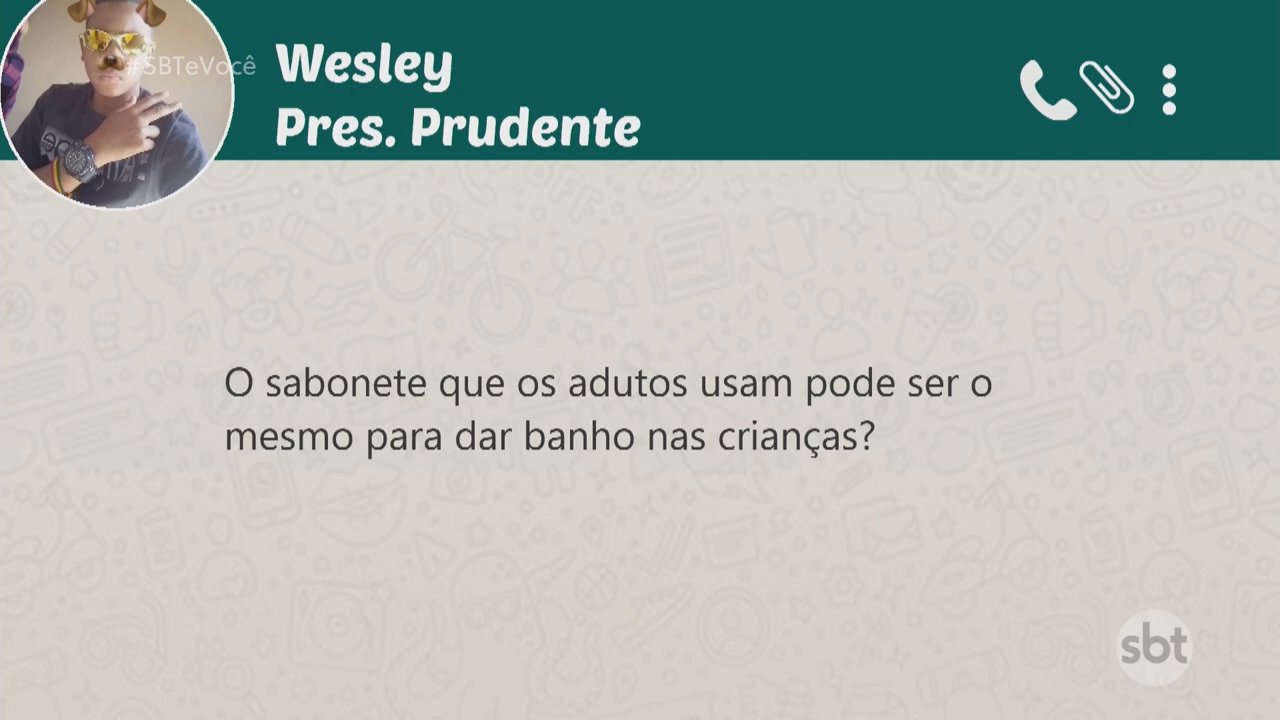 #SBTeVocê
Wesley
Pres. Prudente
O sabonete que os adutos usam pode ser o
mesmo para dar banho nas crianças?
sbt